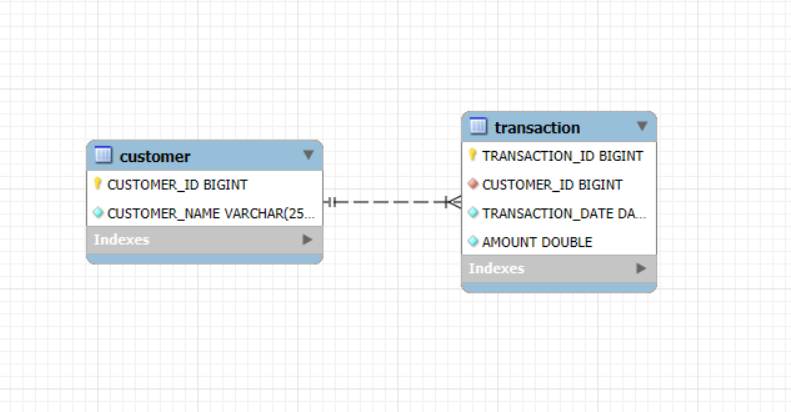 customer
CUSTOMER_ID BIGINT
CUSTOMER_NAME VARCHAR(25...
Indexes
transaction
TRANSACTION_ID BIGINT
CUSTOMER_ID BIGINT
TRANSACTION_DATE DA...
AMOUNT DOUBLE
Indexes